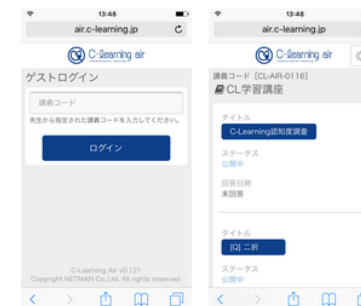 13:48
air.c-learning.jp
C-Learning air
ゲストログイン
講義コード
先生から指定された講義コードを入力してください。
ログイン
C-Learning Air v0.121
Copyright NETMAN Co.,Ltd. All rights reserved.
13:48
air.c-learning.jp
C-Learning air
講義コード [CL-AIR-0116]
CL学習講座
タイトル
C-Learning認知度調査
ステータス
公開中
回答日時
未回答
タイトル
[Q] 二択
ステータス
公開中